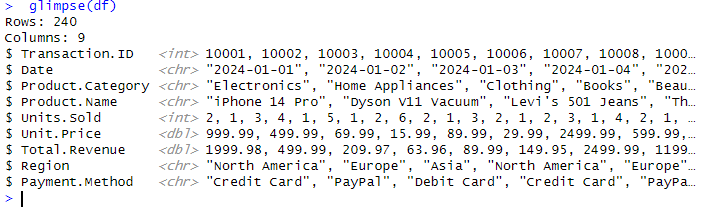 > glimpse(df)
Rows: 240
Columns: 9
$ Transaction.ID <int> 10001, 10002, 10003, 10004, 10005, 10006, 10007, 10008, 1000…
$ Date <chr> "2024-01-01", "2024-01-02", "2024-01-03", "2024-01-04", "202…
$ Product.Category <chr> "Electronics", "Home Appliances", "Clothing", "Books", "Beau…
$ Product.Name <chr> "iPhone 14 Pro", "Dyson V11 Vacuum", "Levi's 501 Jeans", "Th…
$ Units.Sold <int> 2, 1, 3, 4, 1, 5, 1, 2, 6, 2, 1, 3, 2, 1, 2, 3, 1, 4, 2, 1, …
$ Unit.Price <dbl> 999.99, 499.99, 69.99, 15.99, 89.99, 29.99, 2499.99, 599.99,…
$ Total.Revenue <dbl> 1999.98, 499.99, 209.97, 63.96, 89.99, 149.95, 2499.99, 1199…
$ Region <chr> "North America", "Europe", "Asia", "North America", "Europe"…
$ Payment.Method <chr> "Credit Card", "PayPal", "Debit Card", "Credit Card", "PayPa…
>